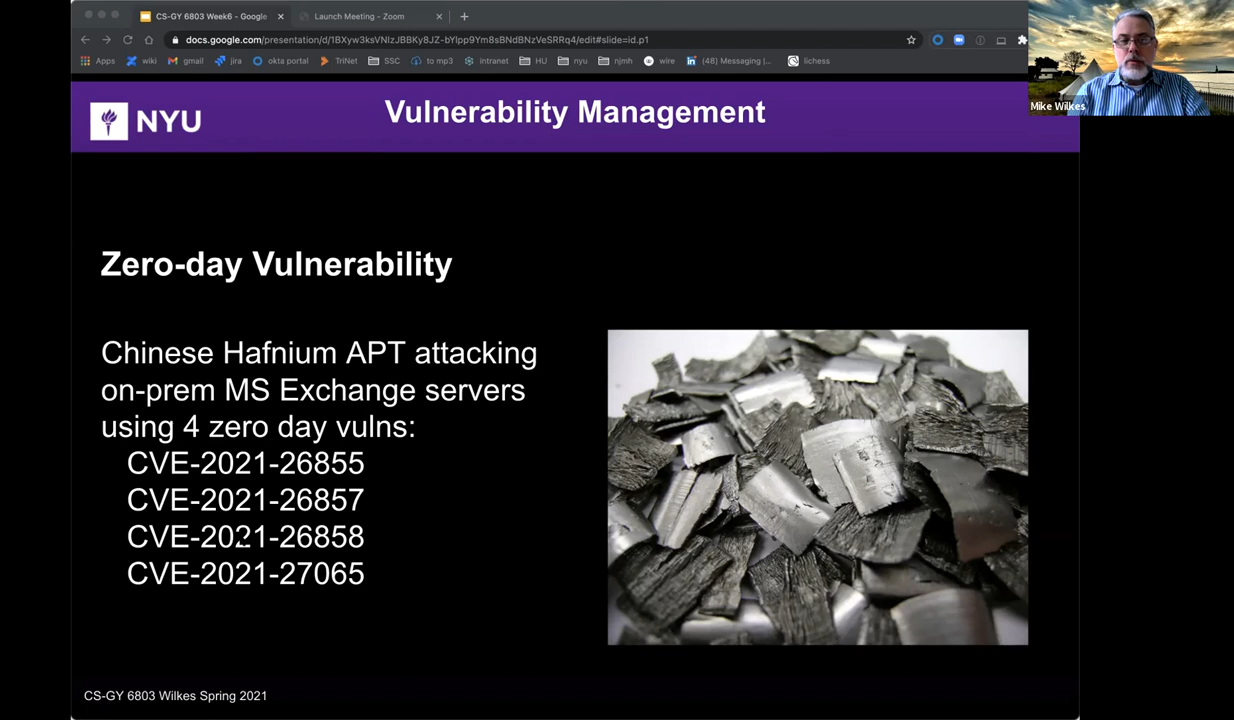 CS-GY 6803 Week6 - Google
Launch Meeting - Zoom
docs.google.com/presentation/d/1BXyw3ksVNIzJBBKy8JZ-bYlpp9Ym8sBNdBNzVeSRRq4/edit#slide=id.p1
Apps wiki gmail jira okta portal TriNet SSC to mp3 intranet HU nyu njmh wire (48) Messaging |... lichess
Mike Wilkes
NYU
Vulnerability Management
Zero-day Vulnerability
Chinese Hafnium APT attacking
on-prem MS Exchange servers
using 4 zero day vulns:
CVE-2021-26855
CVE-2021-26857
CVE-2021-26858
CVE-2021-27065
CS-GY 6803 Wilkes Spring 2021